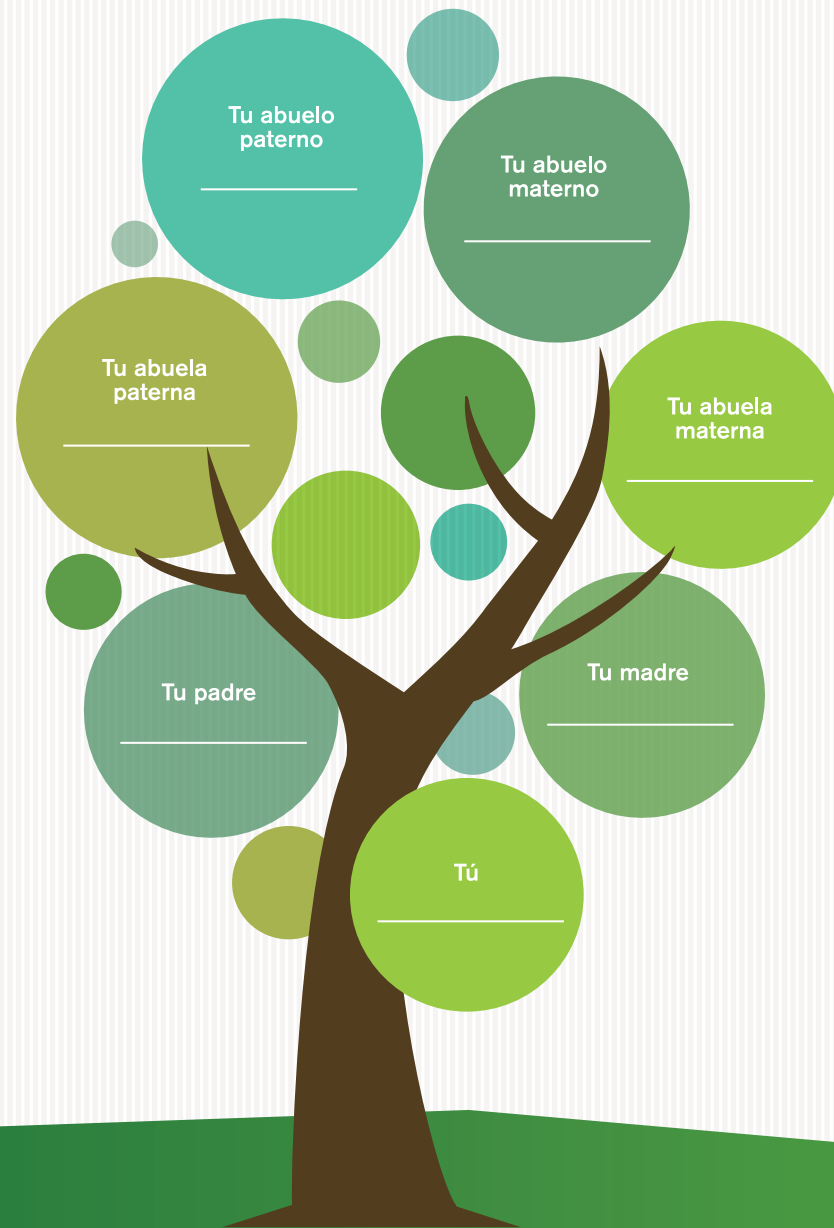 Tu abuelo
paterno
Tu abuelo
materno
Tu abuela
paterna
Tu abuela
materna
Tu padre
Tu madre
Tú